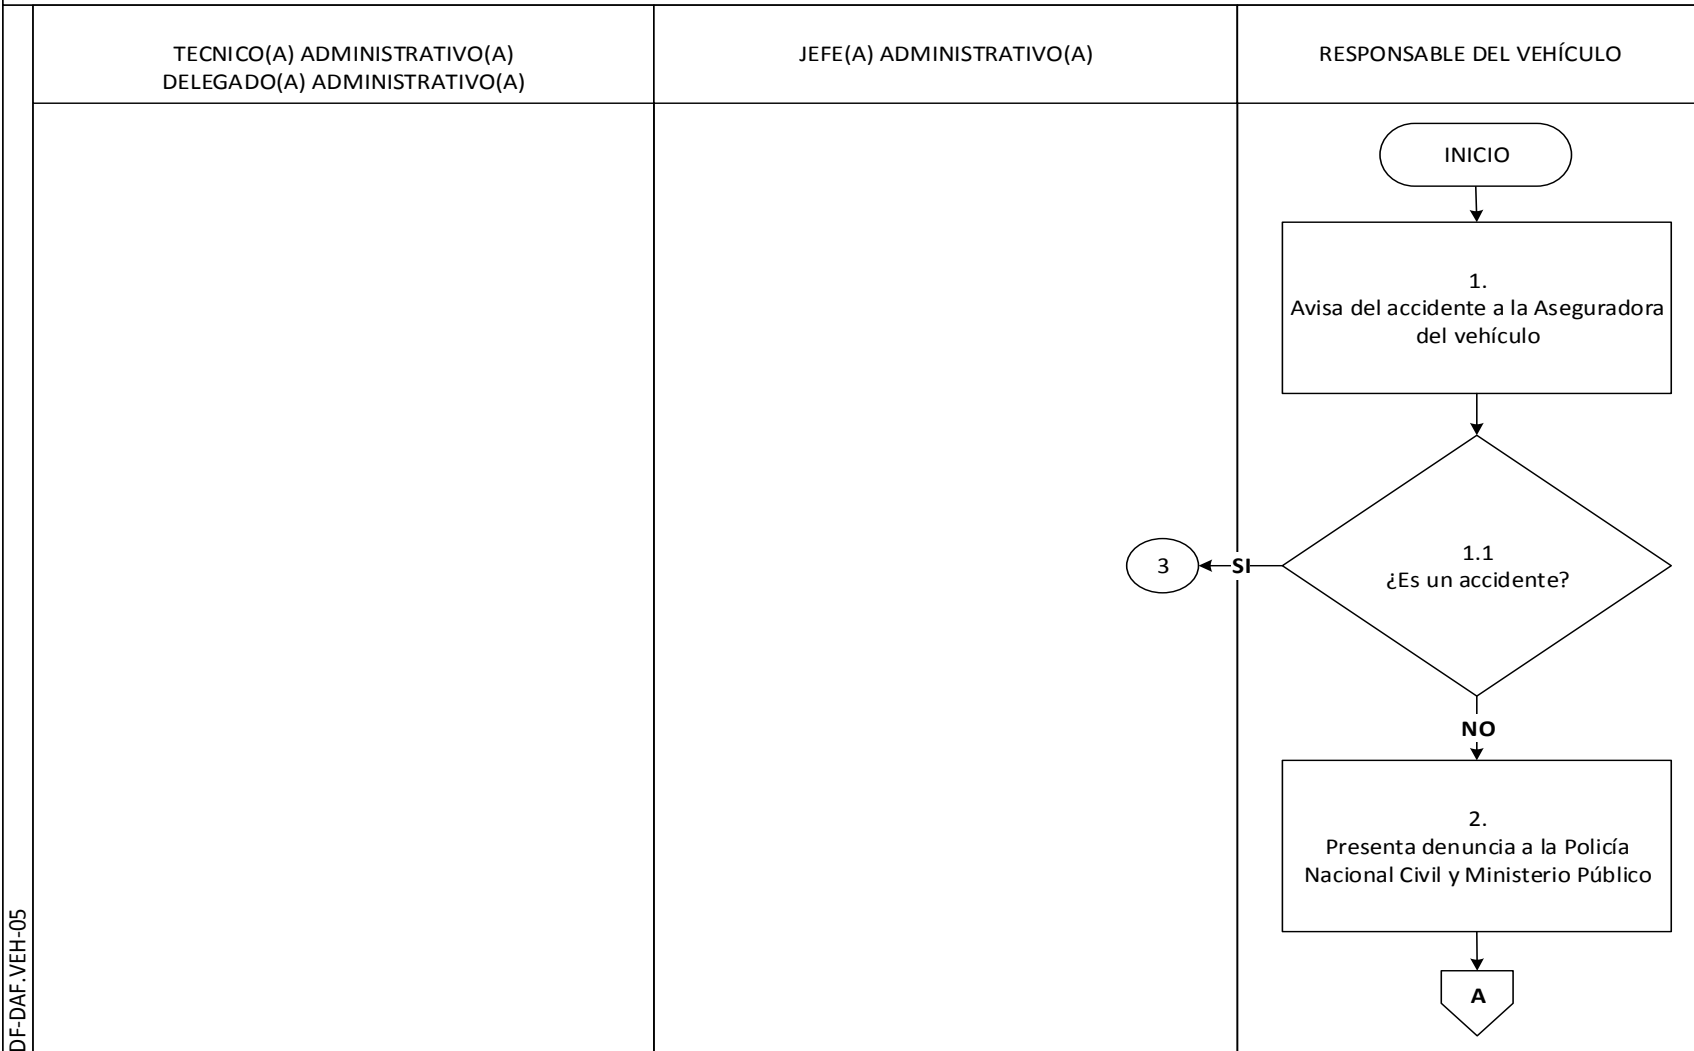 TECNICO(A) ADMINISTRATIVO(A)
DELEGADO(A) ADMINISTRATIVO(A)
JEFE(A) ADMINISTRATIVO(A)
RESPONSABLE DEL VEHÍCULO
INICIO
1.
Avisa del accidente a la Aseguradora
del vehículo
1.1
¿Es un accidente?
SI
3
NO
2.
Presenta denuncia a la Policía
Nacional Civil y Ministerio Público
A
DF-DAF.VEH-05